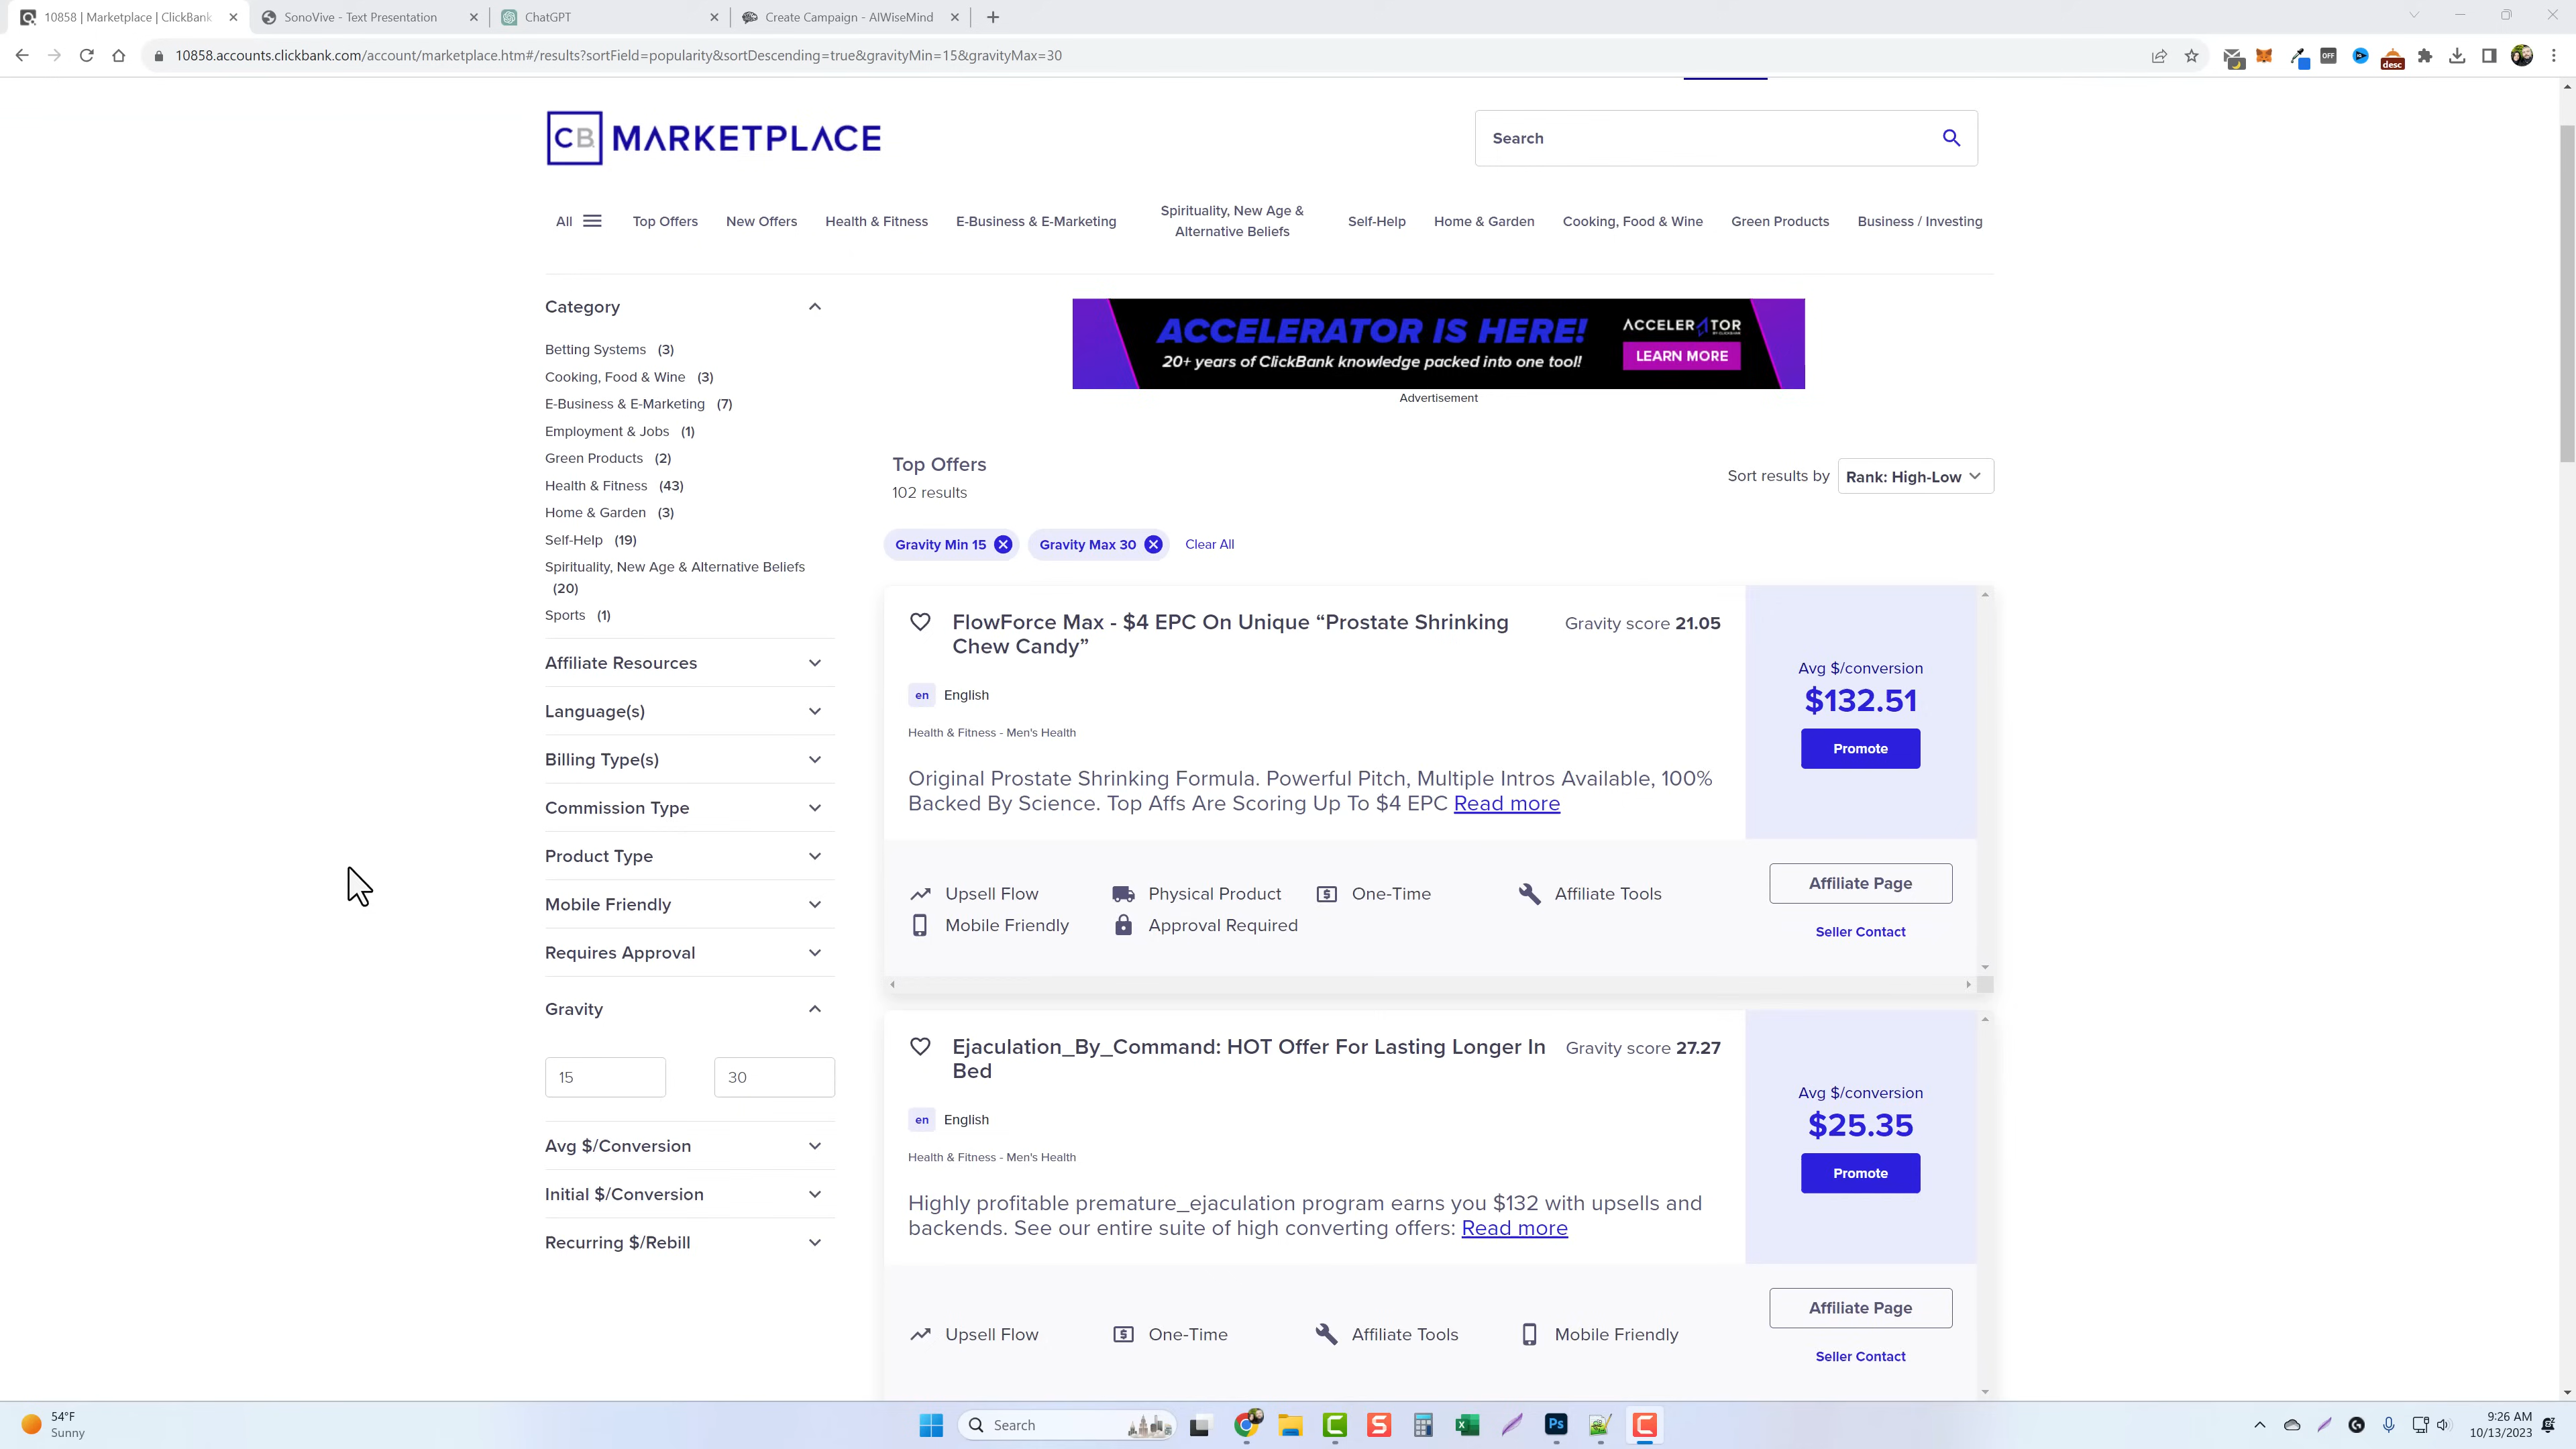 10858 | Marketplace | ClickBank
SonoVive - Text Presentation
ChatGPT
Create Campaign - AIWiseMind
10858.accounts.clickbank.com/account/marketplace.htm#/results?sortField=popularity&sortDescending=true&gravityMin=15&gravityMax=30
OFF
desc
CB MARKETPLACE
Search
All
Top Offers
New Offers
Health & Fitness
E-Business & E-Marketing
Spirituality, New Age &
Alternative Beliefs
Self-Help
Home & Garden
Cooking, Food & Wine
Green Products
Business / Investing
Category
Betting Systems (3)
Cooking, Food & Wine (3)
E-Business & E-Marketing (7)
Employment & Jobs (1)
Green Products (2)
Health & Fitness (43)
Home & Garden (3)
Self-Help (19)
Spirituality, New Age & Alternative Beliefs
(20)
Sports (1)
Affiliate Resources
Language(s)
Billing Type(s)
Commission Type
Product Type
Mobile Friendly
Requires Approval
Gravity
15
30
Avg $/Conversion
Initial $/Conversion
Recurring $/Rebill
ACCELERATOR IS HERE!
20+ years of ClickBank knowledge packed into one tool!
ACCELERATOR
BY CLICKBANK
LEARN MORE
Advertisement
Top Offers
102 results
Sort results by
Rank: High-Low
Gravity Min 15
Gravity Max 30
Clear All
FlowForce Max - $4 EPC On Unique “Prostate Shrinking
Chew Candy”
Gravity score 21.05
en English
Health & Fitness - Men's Health
Original Prostate Shrinking Formula. Powerful Pitch, Multiple Intros Available, 100%
Backed By Science. Top Affs Are Scoring Up To $4 EPC Read more
Avg $/conversion
$132.51
Promote
Upsell Flow
Physical Product
One-Time
Affiliate Tools
Mobile Friendly
Approval Required
Affiliate Page
Seller Contact
Ejaculation_By_Command: HOT Offer For Lasting Longer In
Bed
Gravity score 27.27
en English
Health & Fitness - Men's Health
Highly profitable premature_ejaculation program earns you $132 with upsells and
backends. See our entire suite of high converting offers: Read more
Avg $/conversion
$25.35
Promote
Upsell Flow
One-Time
Affiliate Tools
Mobile Friendly
Affiliate Page
Seller Contact
54°F
Sunny
Search
Ps
9:26 AM
10/13/2023